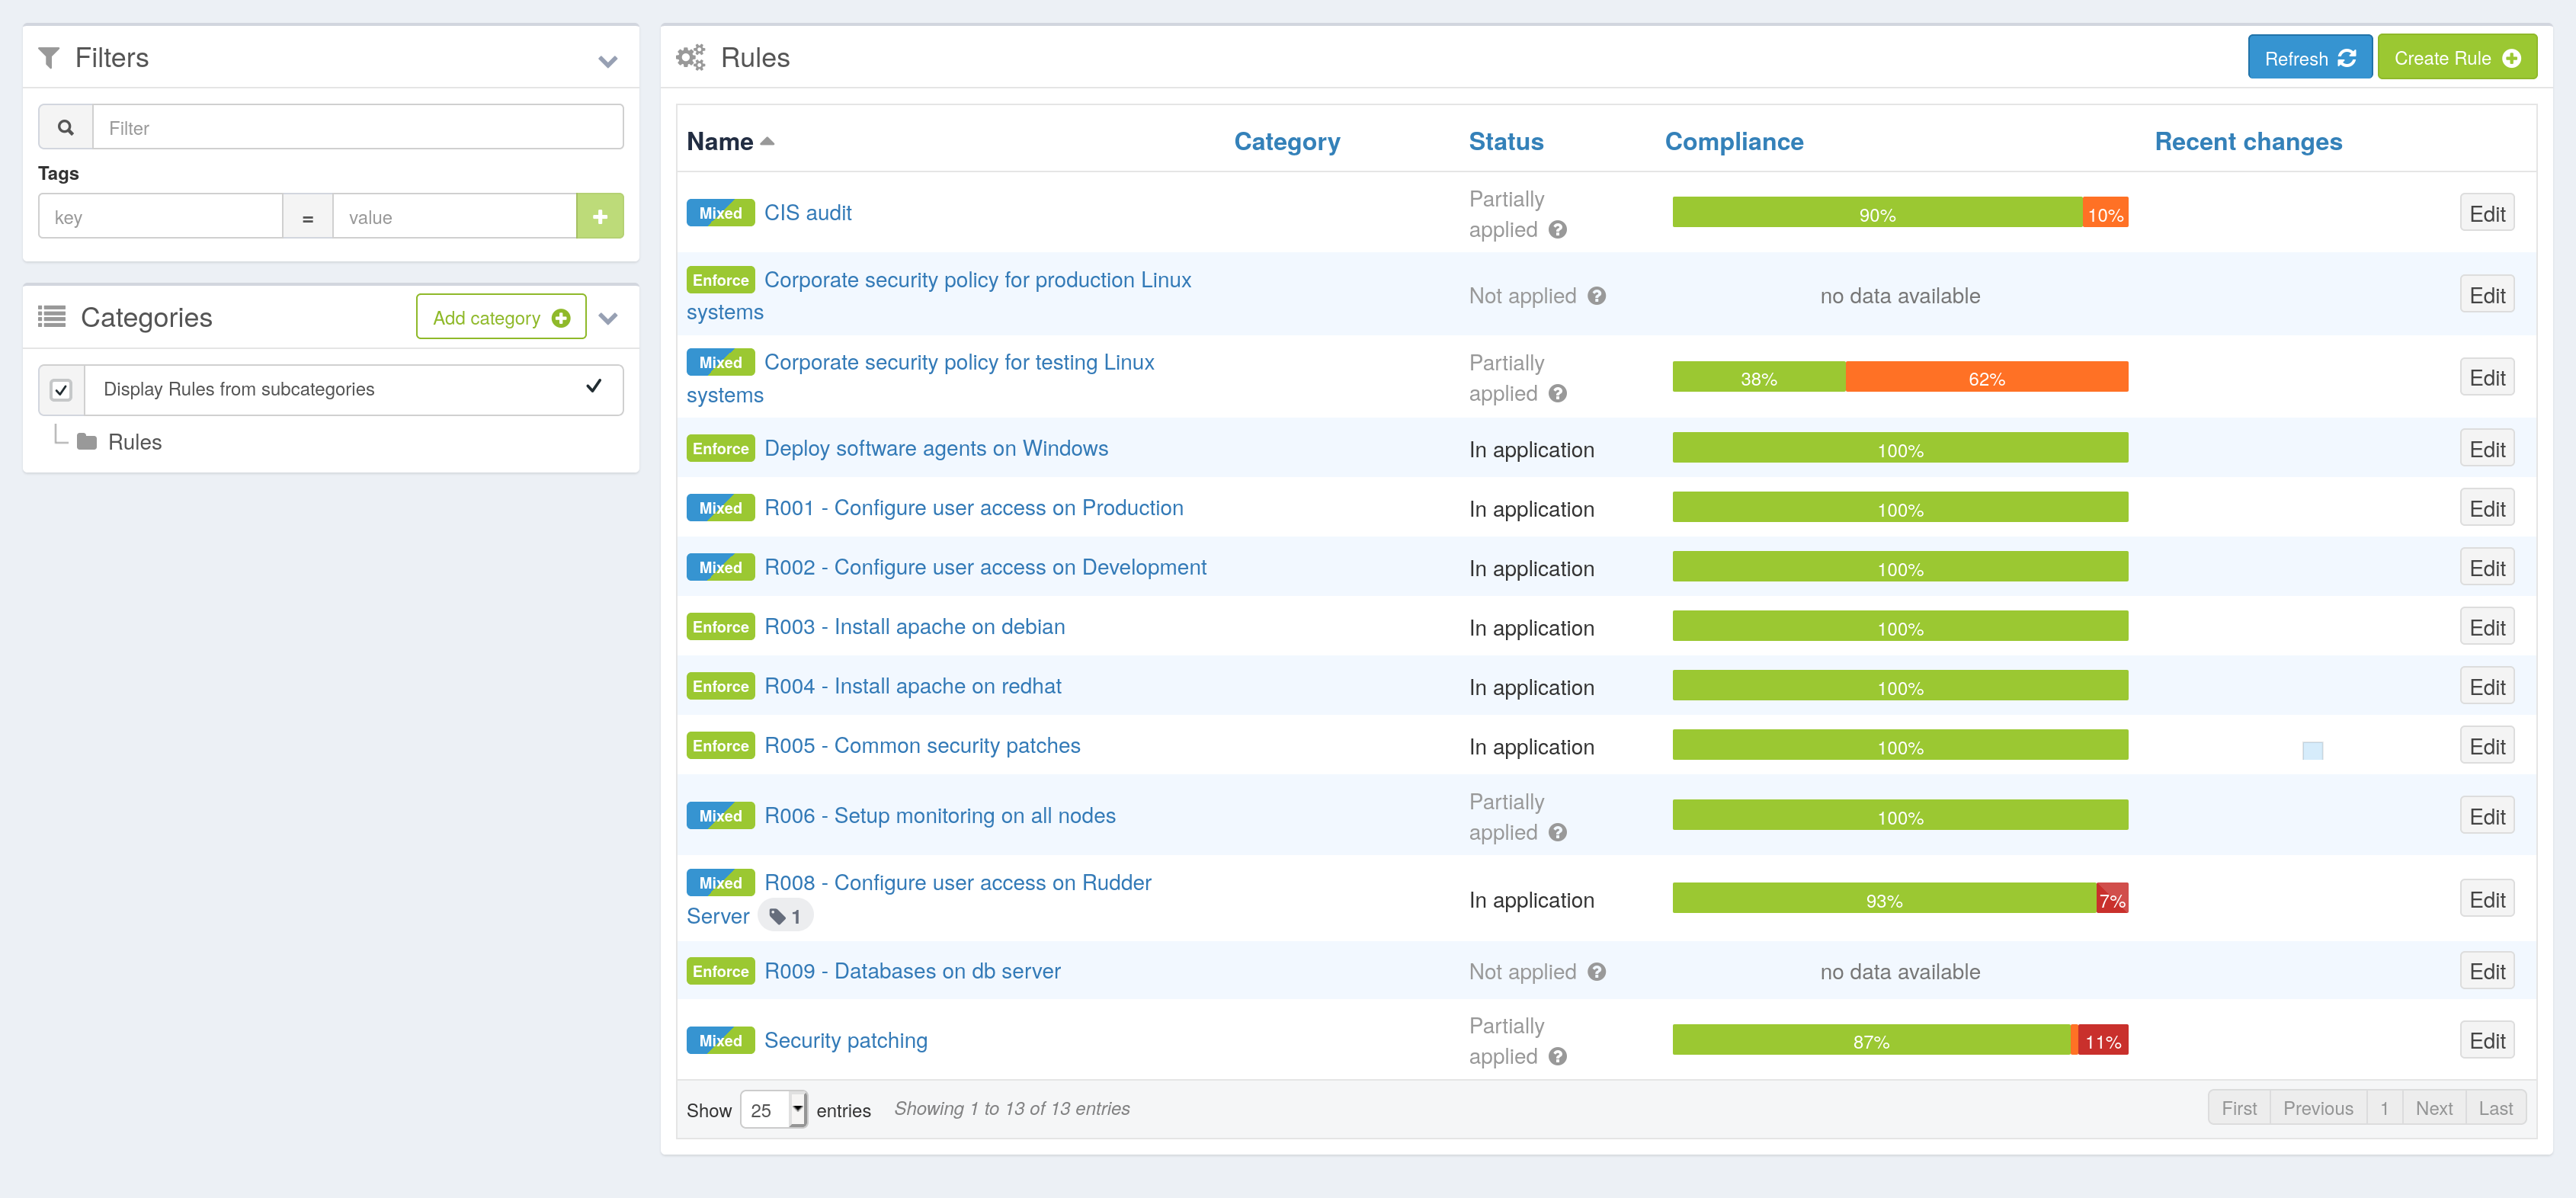 Filters
Filter
Tags
key = value
Categories Add category
Display Rules from subcategories
Rules
Rules Refresh Create Rule
Name Category Status Compliance Recent changes
Mixed CIS audit Partially applied 90% 10% Edit
Enforce Corporate security policy for production Linux
systems Not applied no data available Edit
Mixed Corporate security policy for testing Linux
systems Partially applied 38% 62% Edit
Enforce Deploy software agents on Windows In application 100% Edit
Mixed R001 - Configure user access on Production In application 100% Edit
Mixed R002 - Configure user access on Development In application 100% Edit
Enforce R003 - Install apache on debian In application 100% Edit
Enforce R004 - Install apache on redhat In application 100% Edit
Enforce R005 - Common security patches In application 100% Edit
Mixed R006 - Setup monitoring on all nodes Partially applied 100% Edit
Mixed R008 - Configure user access on Rudder
Server 1 In application 93% 7% Edit
Enforce R009 - Databases on db server Not applied no data available Edit
Mixed Security patching Partially applied 87% 11% Edit
Show 25 entries Showing 1 to 13 of 13 entries First Previous 1 Next Last